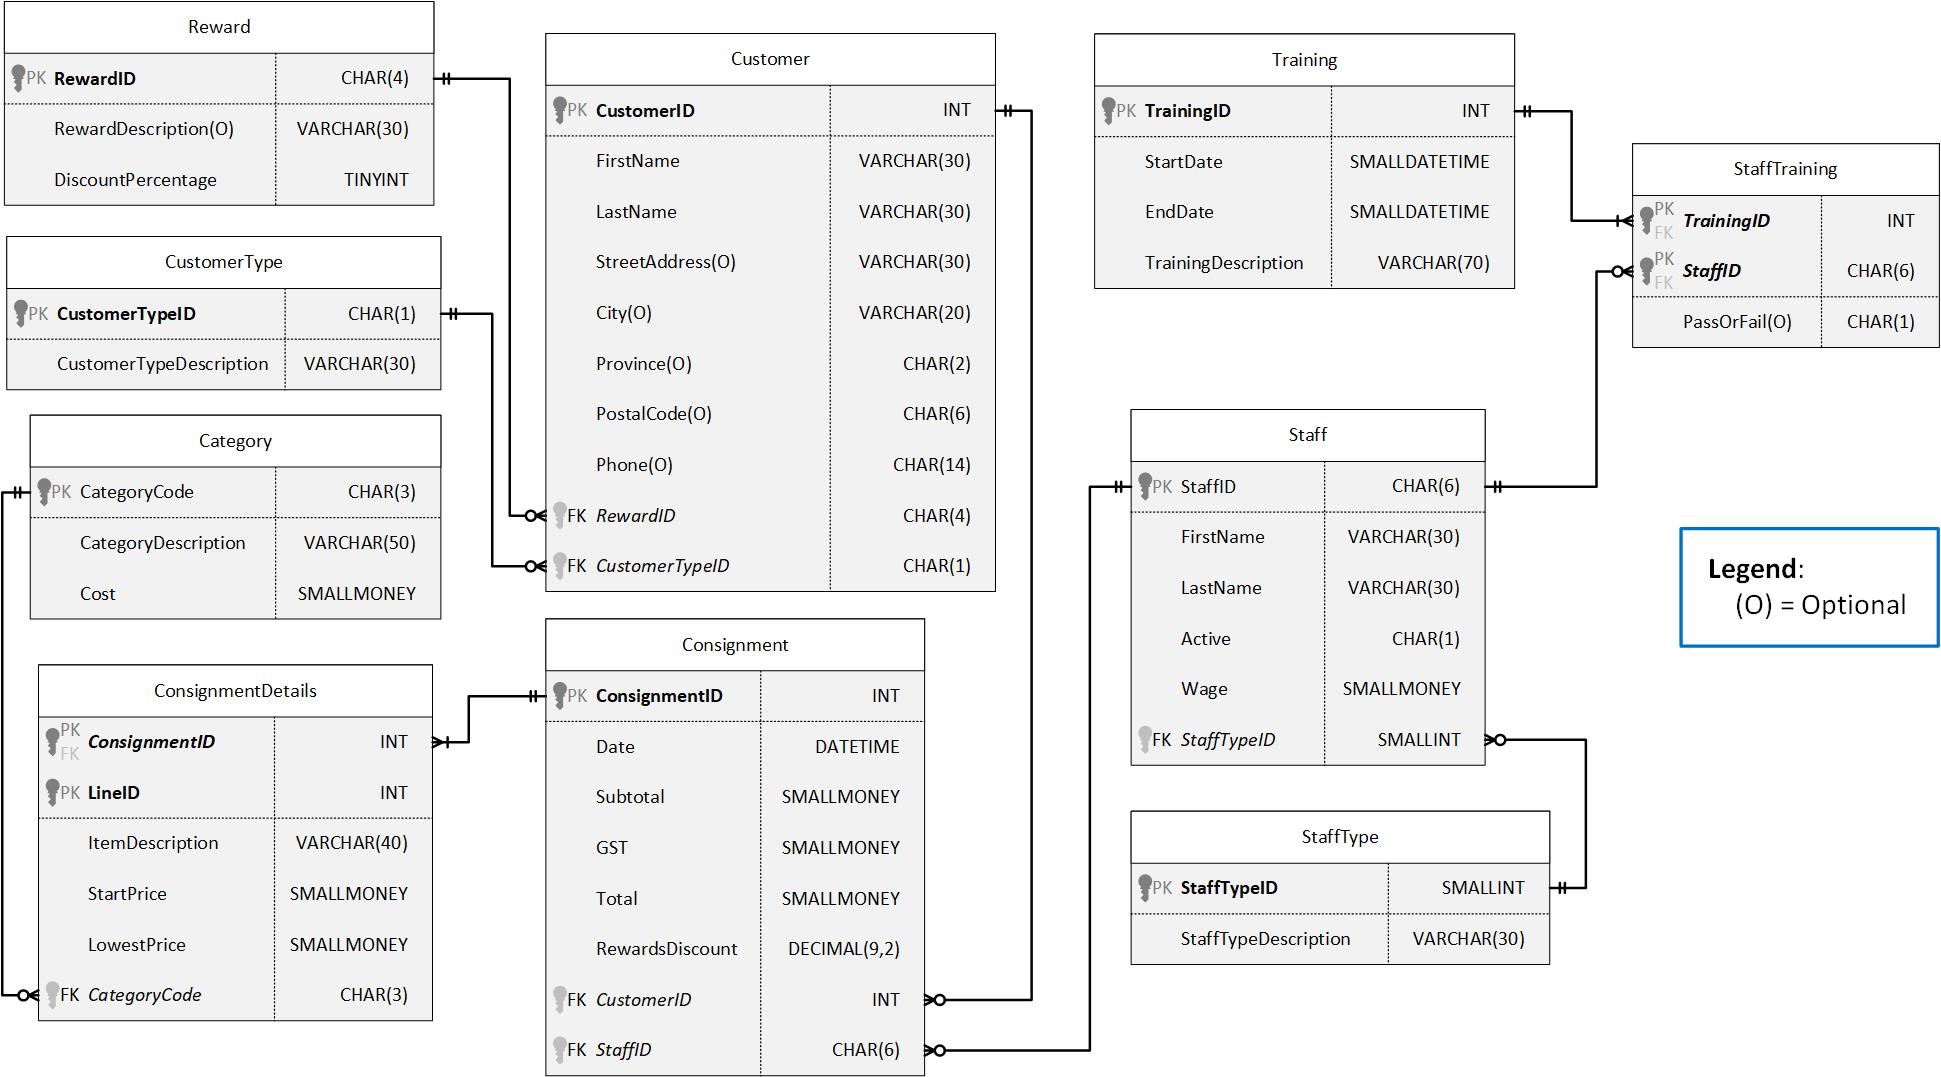 Reward
PK RewardID CHAR(4)
RewardDescription(O) VARCHAR(30)
DiscountPercentage TINYINT
CustomerType
PK CustomerTypeID CHAR(1)
CustomerTypeDescription VARCHAR(30)
Category
PK CategoryCode CHAR(3)
CategoryDescription VARCHAR(50)
Cost SMALLMONEY
ConsignmentDetails
PK
FK
ConsignmentID INT
PK LineID INT
ItemDescription VARCHAR(40)
StartPrice SMALLMONEY
LowestPrice SMALLMONEY
FK CategoryCode CHAR(3)
Customer
PK CustomerID INT
FirstName VARCHAR(30)
LastName VARCHAR(30)
StreetAddress(O) VARCHAR(30)
City(O) VARCHAR(20)
Province(O) CHAR(2)
PostalCode(O) CHAR(6)
Phone(O) CHAR(14)
FK RewardID CHAR(4)
FK CustomerTypeID CHAR(1)
Consignment
PK ConsignmentID INT
Date DATETIME
Subtotal SMALLMONEY
GST SMALLMONEY
Total SMALLMONEY
RewardsDiscount DECIMAL(9,2)
FK CustomerID INT
FK StaffID CHAR(6)
Training
PK TrainingID INT
StartDate SMALLDATETIME
EndDate SMALLDATETIME
TrainingDescription VARCHAR(70)
StaffTraining
PK
FK
TrainingID INT
PK
FK
StaffID CHAR(6)
PassOrFail(O) CHAR(1)
Staff
PK StaffID CHAR(6)
FirstName VARCHAR(30)
LastName VARCHAR(30)
Active CHAR(1)
Wage SMALLMONEY
FK StaffTypeID SMALLINT
StaffType
PK StaffTypeID SMALLINT
StaffTypeDescription VARCHAR(30)
Legend:
(O) = Optional